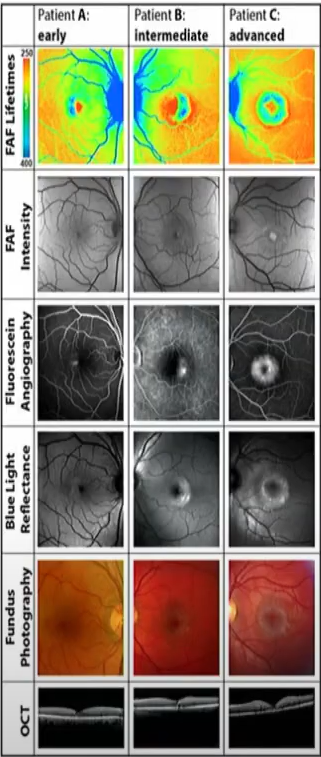 Patient A:
early
Patient B:
intermediate
Patient C:
advanced
FAF Lifetimes
250
400
FAF
Intensity
Fluorescein
Angiography
Blue Light
Reflectance
Fundus
Photography
OCT